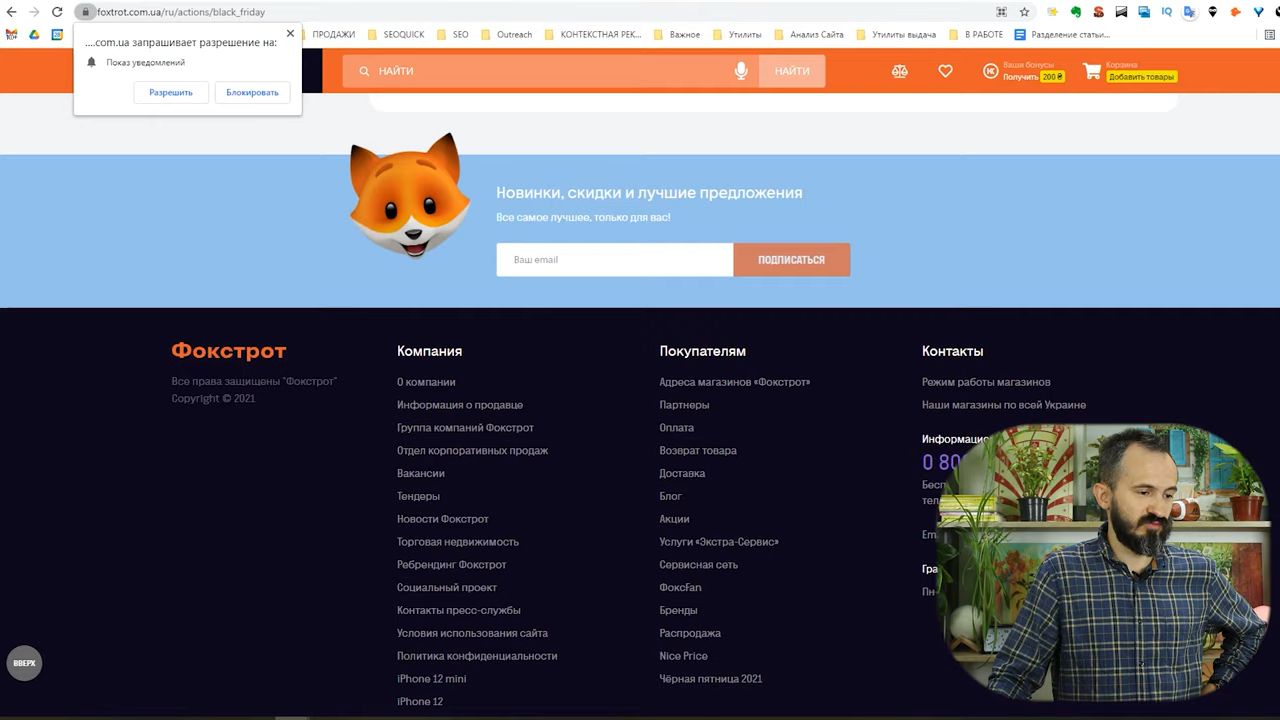 foxtrot.com.ua/ru/actions/black_friday
ПРОДАЖИ
SEOQUICK
SEO
Outreach
КОНТЕКСТНАЯ РЕК...
Важное
Утилиты
Анализ Сайта
Утилиты выдача
В РАБОТЕ
Разделение статьи...
....com.ua запрашивает разрешение на:
Показ уведомлений
Разрешить
Блокировать
НАЙТИ
НАЙТИ
Ваши бонусы
Получить 200 ₴
Корзина
Добавить товары
Новинки, скидки и лучшие предложения
Все самое лучшее, только для вас!
Ваш email
ПОДПИСАТЬСЯ
Фокстрот
Все права защищены "Фокстрот"
Copyright © 2021
Компания
О компании
Информация о продавце
Группа компаний Фокстрот
Отдел корпоративных продаж
Вакансии
Тендеры
Новости Фокстрот
Торговая недвижимость
Ребрендинг Фокстрот
Социальный проект
Контакты пресс-службы
Условия использования сайта
Политика конфиденциальности
iPhone 12 mini
iPhone 12
Покупателям
Адреса магазинов «Фокстрот»
Партнеры
Оплата
Возврат товара
Доставка
Блог
Акции
Услуги «Экстра-Сервис»
Сервисная сеть
ФоксFan
Бренды
Распродажа
Nice Price
Чёрная пятница 2021
Контакты
Режим работы магазинов
Наши магазины по всей Украине
0 80
ВВЕРХ